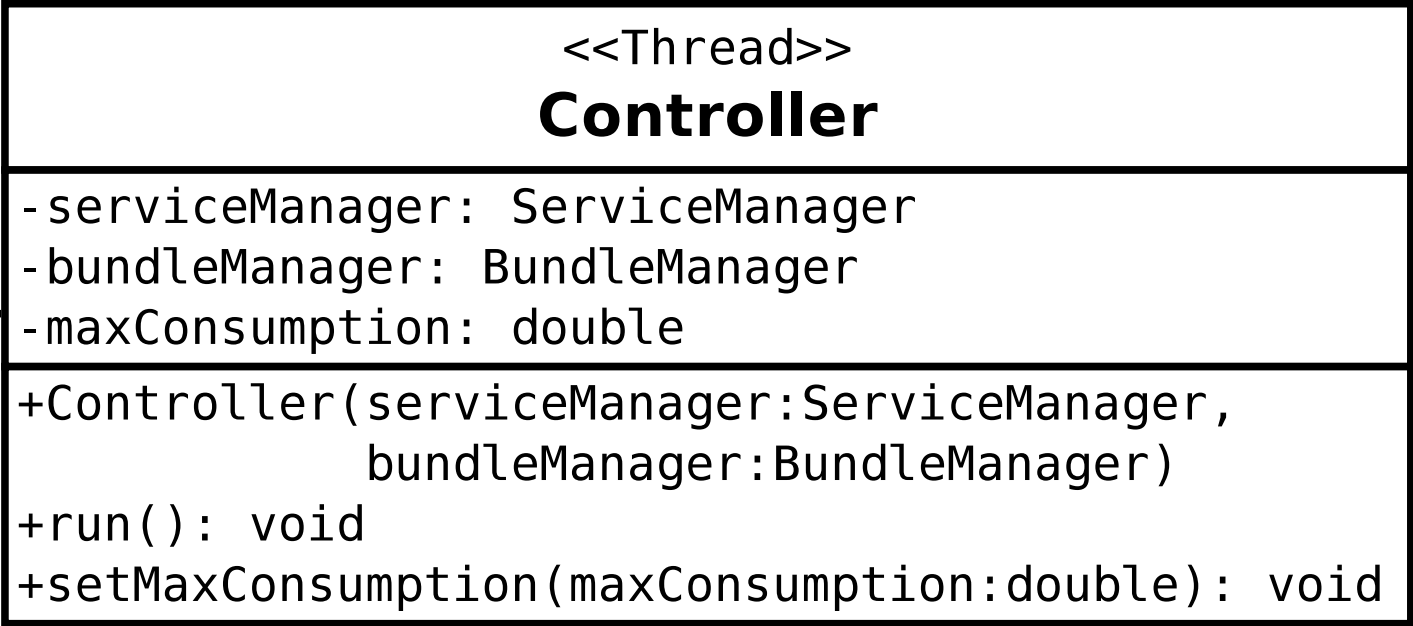 <<Thread>>
Controller
-serviceManager: ServiceManager
-bundleManager: BundleManager
-maxConsumption: double
+Controller(serviceManager:ServiceManager,
bundleManager:BundleManager)
+run(): void
+setMaxConsumption(maxConsumption:double): void